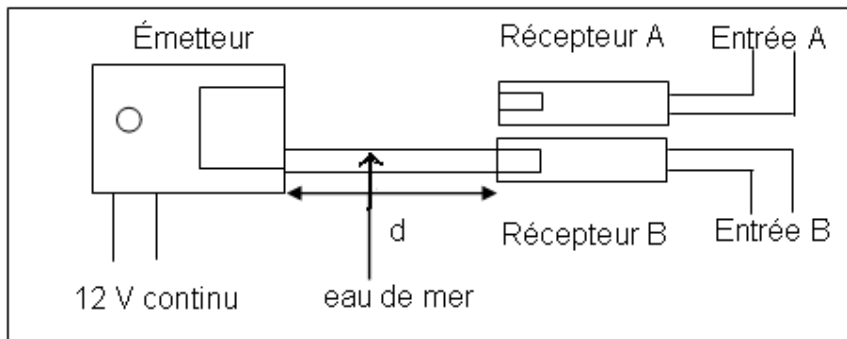 Émetteur
Récepteur A
Entrée A
d
Récepteur B
Entrée B
12 V continu
eau de mer